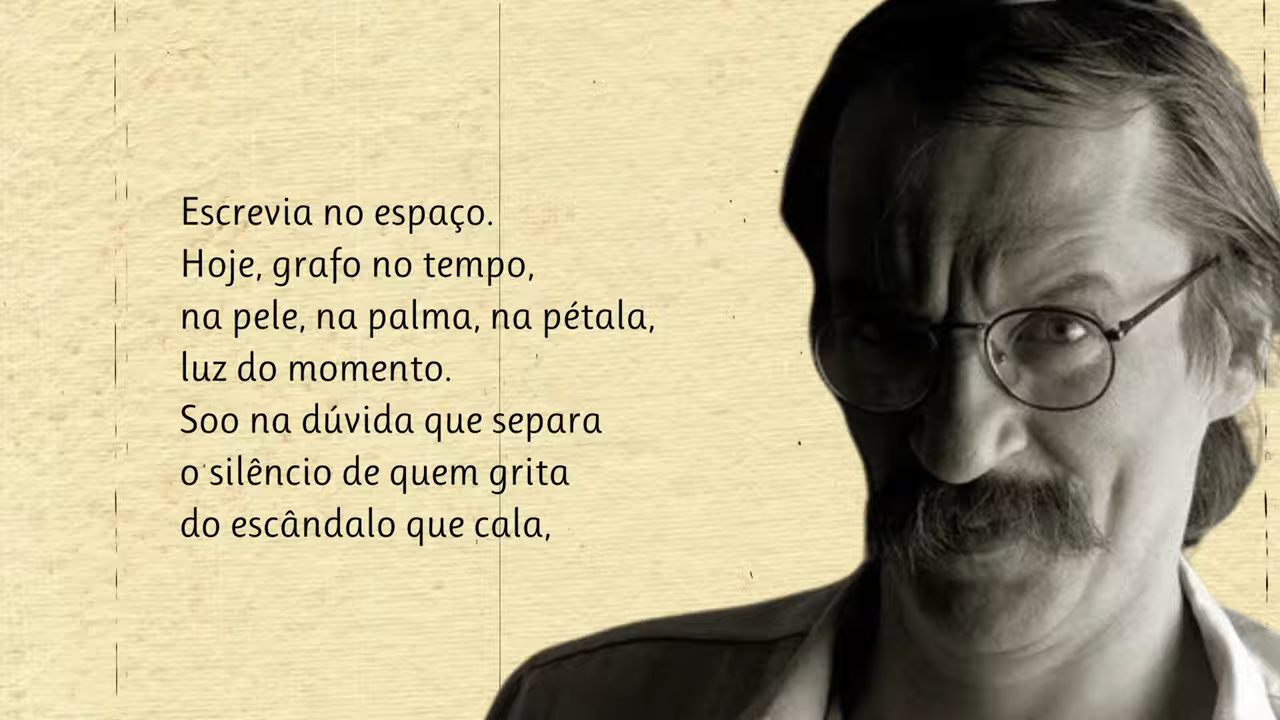 Escrevia no espaço.
Hoje, grafo no tempo,
na pele, na palma, na pétala,
luz do momento.
Soo na dúvida que separa
o silêncio de quem grita
do escândalo que cala,